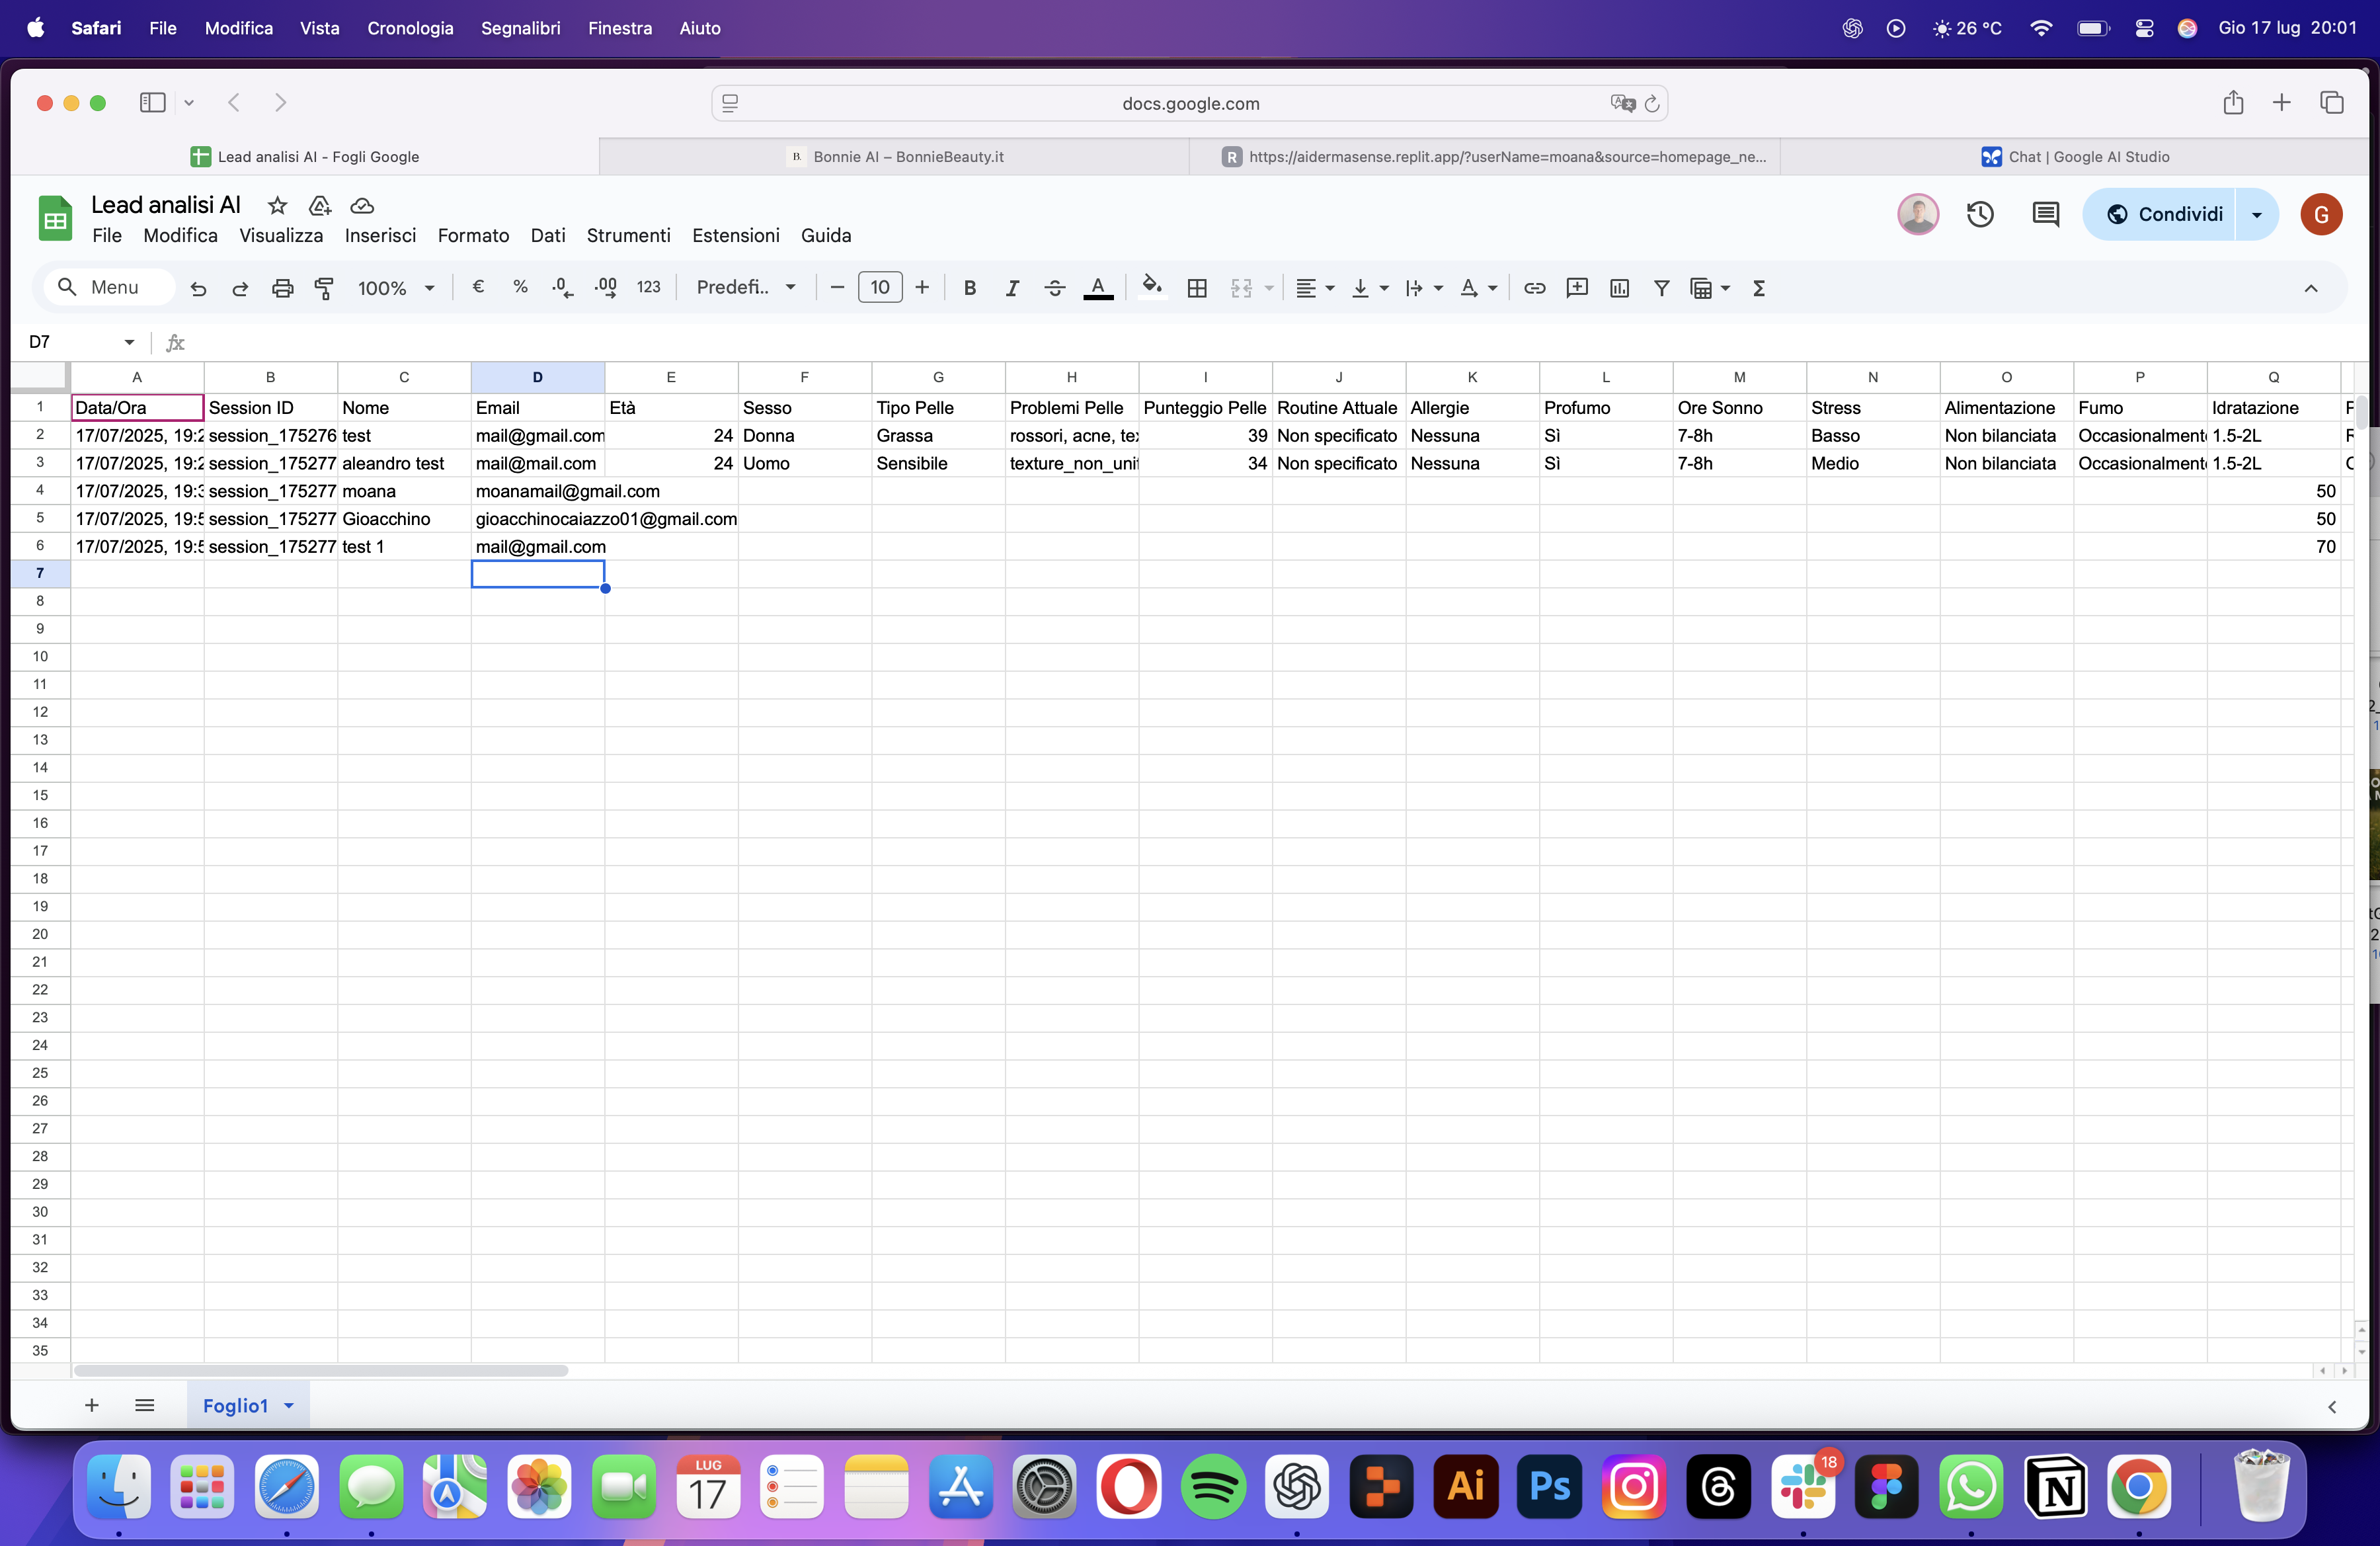 Safari File Modifica Vista Cronologia Segnalibri Finestra Aiuto 26 °C Gio 17 lug 20:01
docs.google.com
Lead analisi AI - Fogli Google B. Bonnie AI – BonnieBeauty.it R https://aidermasense.replit.app/?userName=moana&source=homepage_ne... Chat | Google AI Studio
Lead analisi AI
File Modifica Visualizza Inserisci Formato Dati Strumenti Estensioni Guida Condividi G
Menu 100% € % .0 .00 123 Predefi... 10 B I A A Σ
D7 fx
A B C D E F G H I J K L M N O P Q
1 Data/Ora Session ID Nome Email Età Sesso Tipo Pelle Problemi Pelle Punteggio Pelle Routine Attuale Allergie Profumo Ore Sonno Stress Alimentazione Fumo Idratazione
2 17/07/2025, 19:2 session_175276 test mail@gmail.com 24 Donna Grassa rossori, acne, tex 39 Non specificato Nessuna Sì 7-8h Basso Non bilanciata Occasionalment 1.5-2L
3 17/07/2025, 19:2 session_175277 aleandro test mail@mail.com 24 Uomo Sensibile texture_non_unif 34 Non specificato Nessuna Sì 7-8h Medio Non bilanciata Occasionalment 1.5-2L
4 17/07/2025, 19:3 session_175277 moana moanamail@gmail.com 50
5 17/07/2025, 19:5 session_175277 Gioacchino gioacchinocaiazzo01@gmail.com 50
6 17/07/2025, 19:5 session_175277 test 1 mail@gmail.com 70
7
8
9
10
11
12
13
14
15
16
17
18
19
20
21
22
23
24
25
26
27
28
29
30
31
32
33
34
35
Foglio1
LUG
17
Ai Ps 18